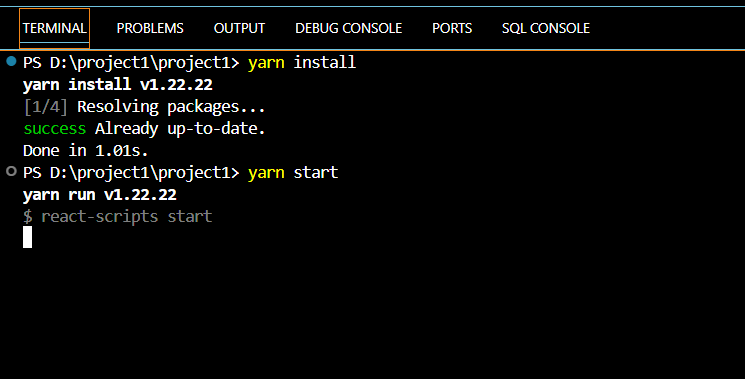 TERMINAL PROBLEMS OUTPUT DEBUG CONSOLE PORTS SQL CONSOLE
PS D:\project1\project1> yarn install
yarn install v1.22.22
[1/4] Resolving packages...
success Already up-to-date.
Done in 1.01s.
PS D:\project1\project1> yarn start
yarn run v1.22.22
$ react-scripts start